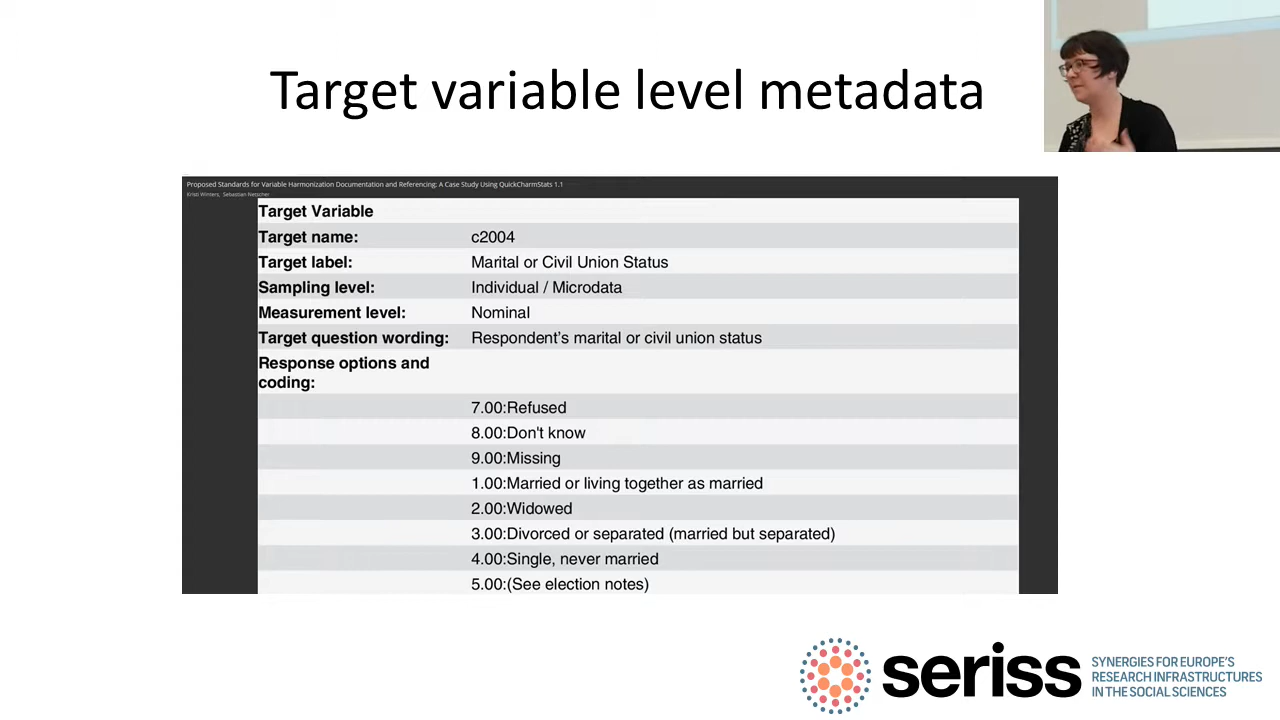 Target variable level metadata
Proposed Standards for Variable Harmonization Documentation and Referencing: A Case Study Using QuickCharmStats 1.1
Kristi Winters, Sebastian Netscher
Target Variable
Target name: c2004
Target label: Marital or Civil Union Status
Sampling level: Individual / Microdata
Measurement level: Nominal
Target question wording: Respondent's marital or civil union status
Response options and
coding:
7.00:Refused
8.00:Don't know
9.00:Missing
1.00:Married or living together as married
2.00:Widowed
3.00:Divorced or separated (married but separated)
4.00:Single, never married
5.00:(See election notes)
seriss
SYNERGIES FOR EUROPE'S
RESEARCH INFRASTRUCTURES
IN THE SOCIAL SCIENCES